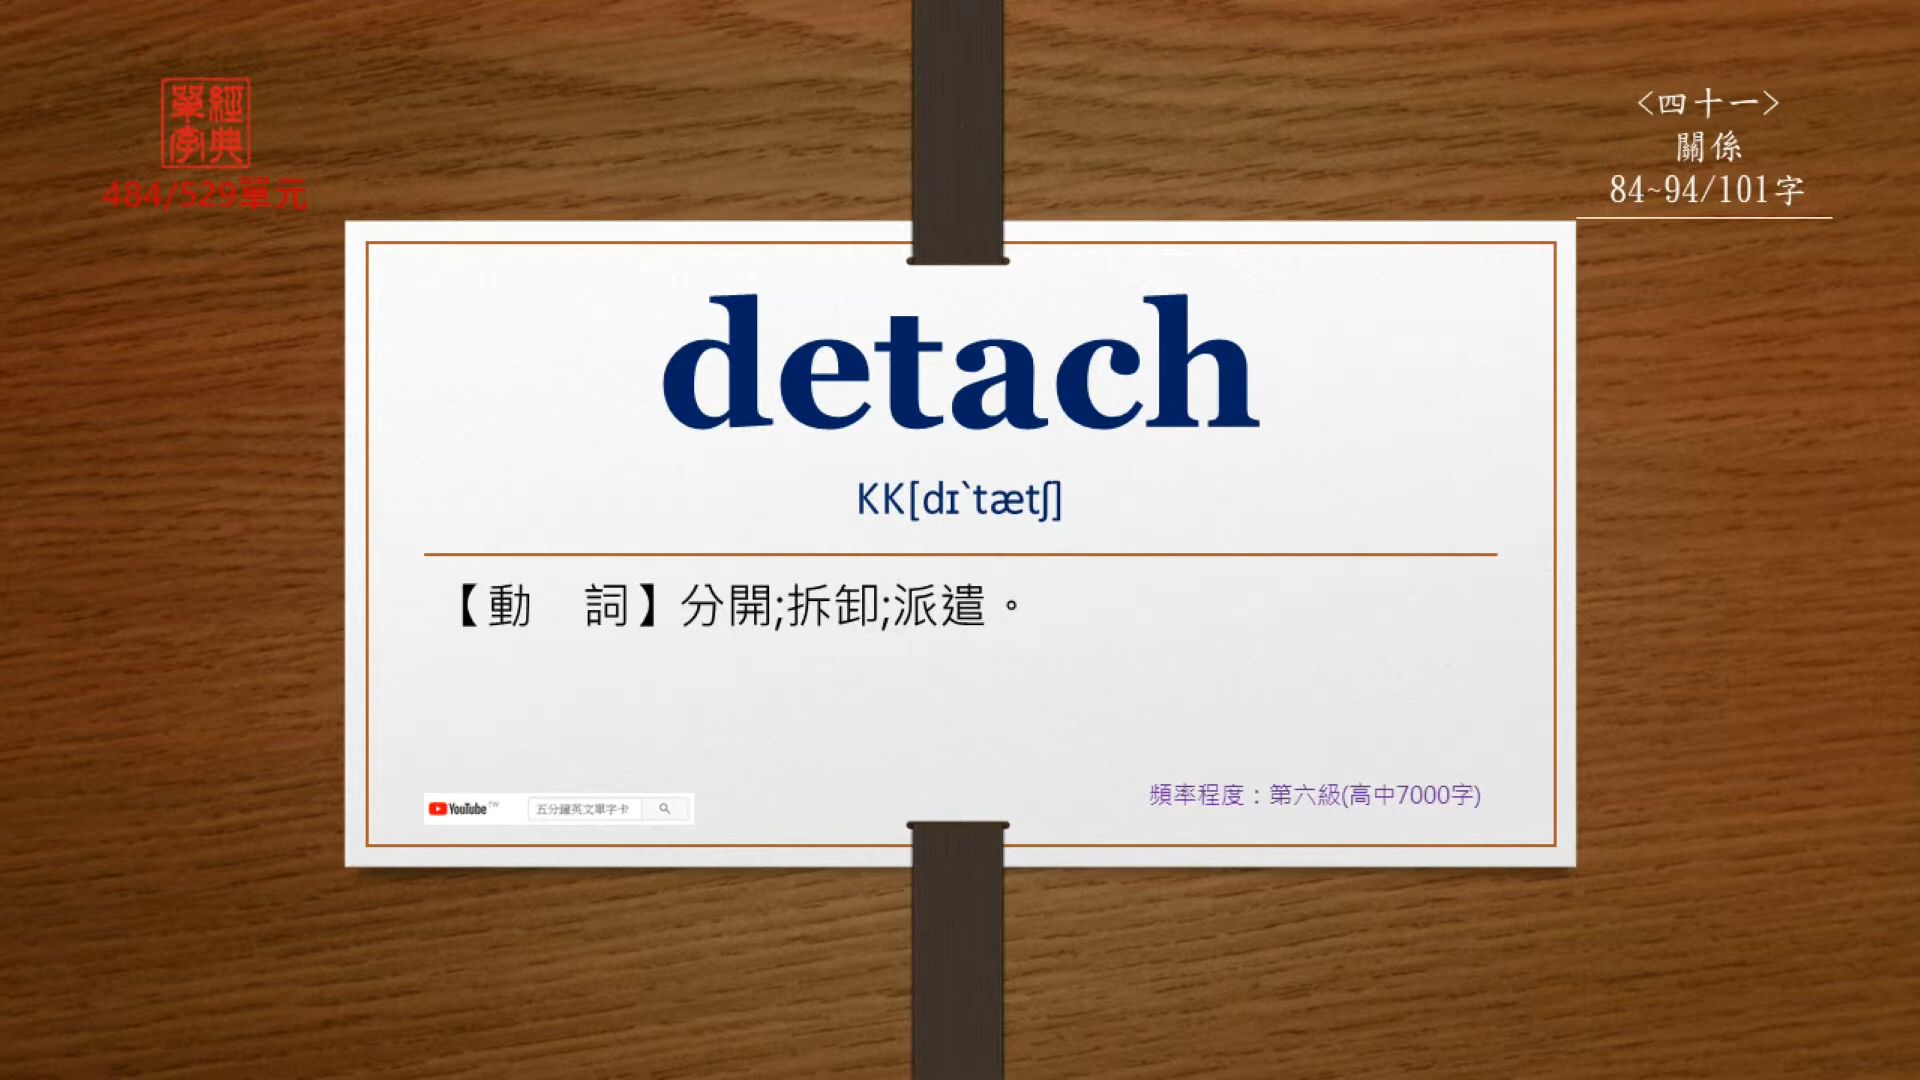 經典單字
484/529單元
<四十一>
關係
84~94/101字
detach
KK[dɪˋtætʃ]
【動　詞】分開;拆卸;派遣。
頻率程度：第六級(高中7000字)
YouTube TW 五分鐘英文單字卡